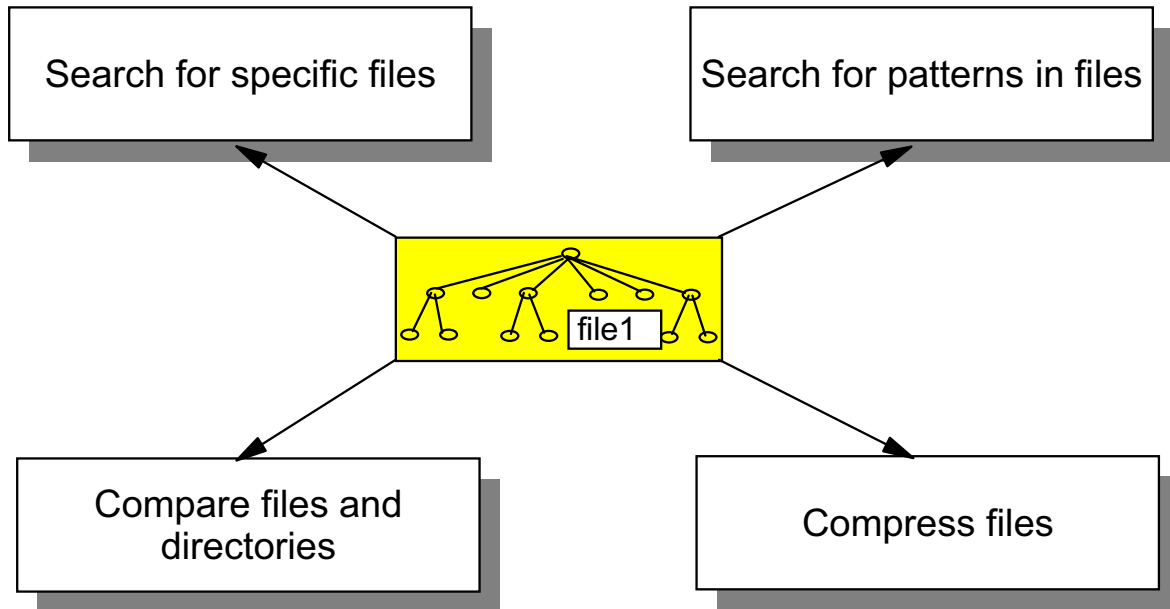 Search for specific files
Search for patterns in files
file1
Compare files and
directories
Compress files